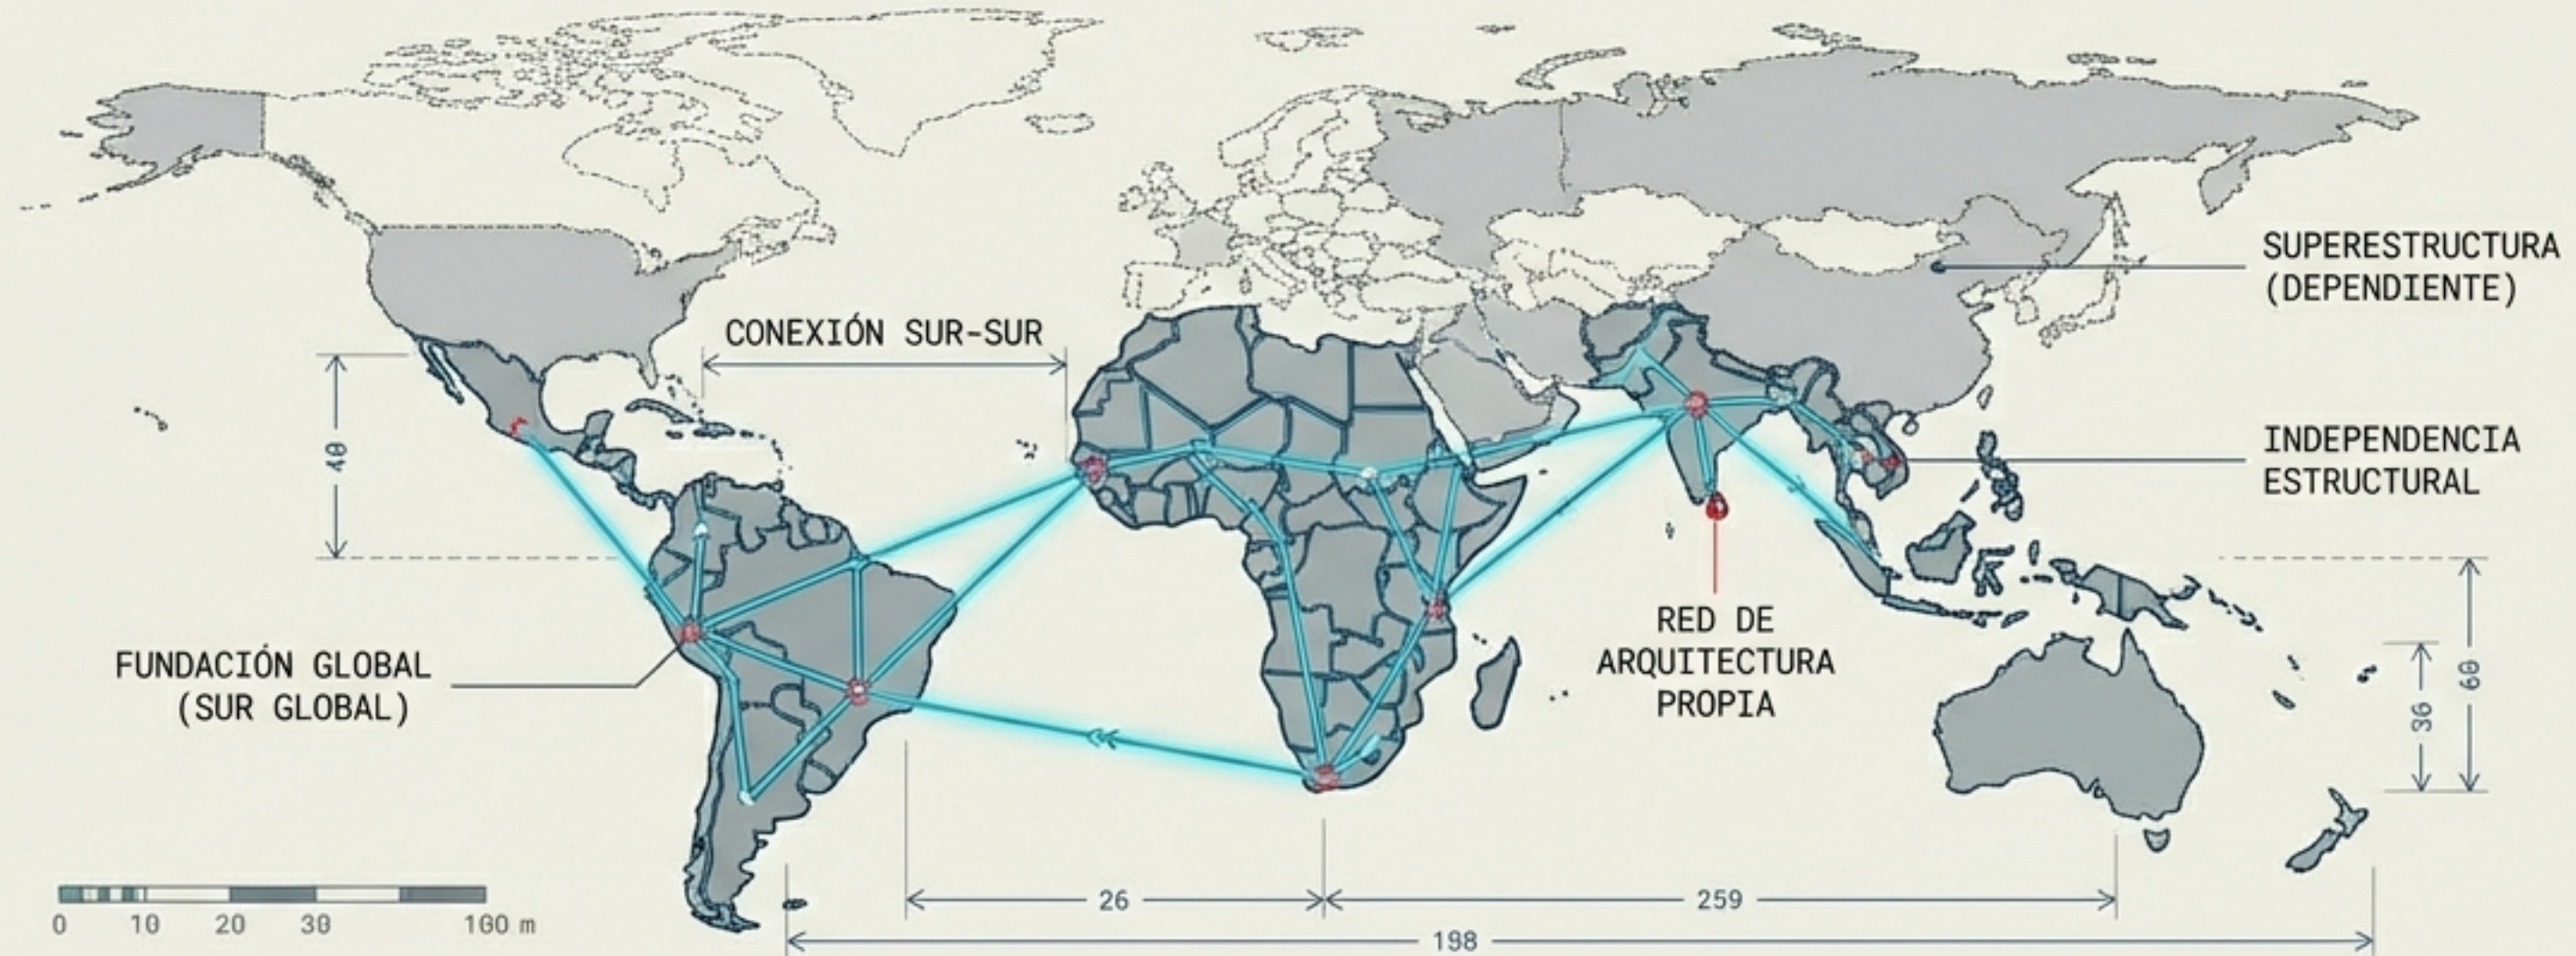 SUPERESTRUCTURA
(DEPENDIENTE)
CONEXIÓN SUR-SUR
40
INDEPENDENCIA
ESTRUCTURAL
RED DE
ARQUITECTURA
PROPIA
FUNDACIÓN GLOBAL
(SUR GLOBAL)
36
60
0 10 20 30 100 m
26
259
198